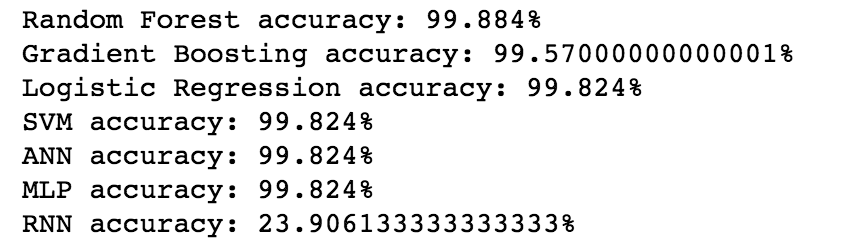 Random Forest accuracy: 99.884%
Gradient Boosting accuracy: 99.57000000000001%
Logistic Regression accuracy: 99.824%
SVM accuracy: 99.824%
ANN accuracy: 99.824%
MLP accuracy: 99.824%
RNN accuracy: 23.906133333333333%